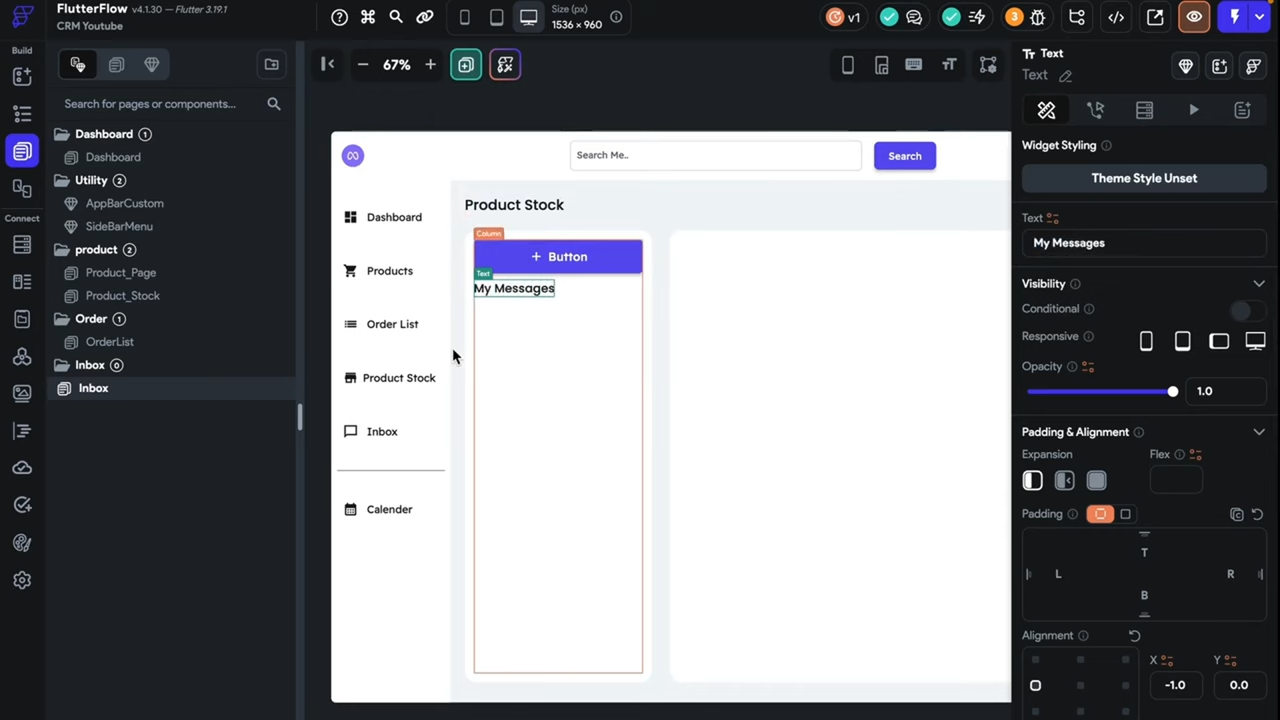 FlutterFlow v4.1.30 - Flutter 3.19.1
CRM Youtube
Size (px)
1536 × 960
v1
3
Build
Connect
Search for pages or components...
Dashboard (1)
Dashboard
Utility (2)
AppBarCustom
SideBarMenu
product (2)
Product_Page
Product_Stock
Order (1)
OrderList
Inbox (0)
Inbox
67%
Search Me..
Search
Dashboard
Products
Order List
Product Stock
Inbox
Calender
Product Stock
Column
+ Button
Text
My Messages
Tт Text
Text
Widget Styling
Theme Style Unset
Text
My Messages
Visibility
Conditional
Responsive
Opacity
1.0
Padding & Alignment
Expansion
Flex
Padding
T
L
R
B
Alignment
X
Y
-1.0
0.0